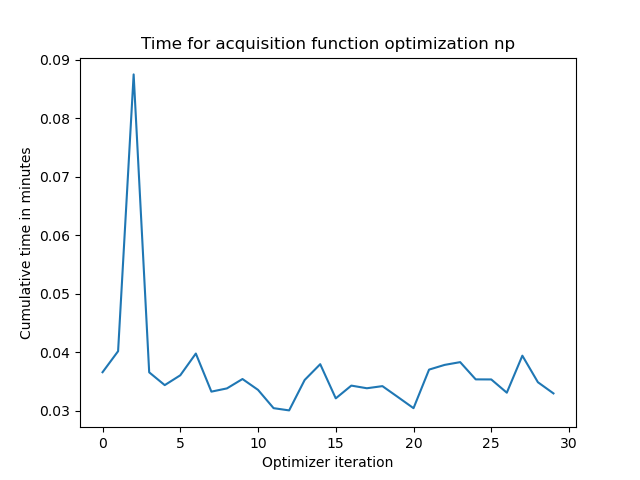 Time for acquisition function optimization np
0.09
0.08
0.07
0.06
0.05
0.04
0.03
Cumulative time in minutes
0 5 10 15 20 25 30
Optimizer iteration